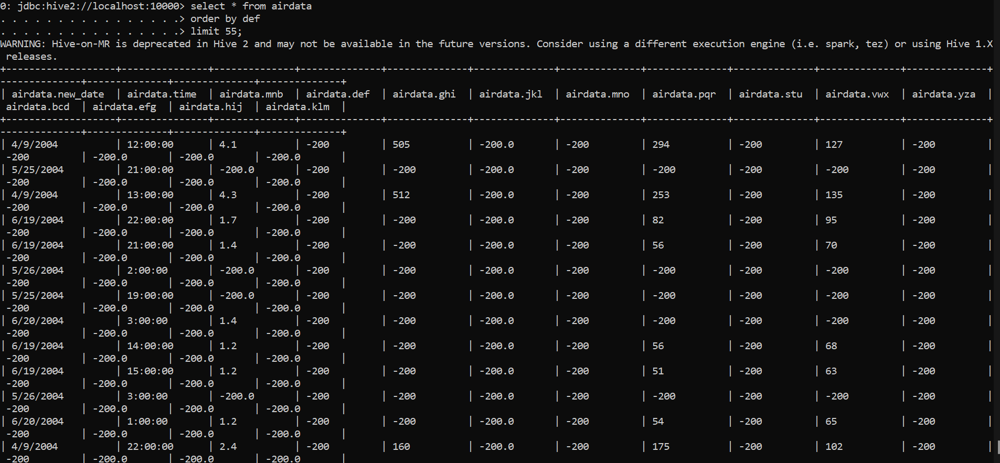 0: jdbc:hive2://localhost:10000> select * from airdata
. . . . . . . . . . . . . . . .> order by def
. . . . . . . . . . . . . . . .> limit 55;
WARNING: Hive-on-MR is deprecated in Hive 2 and may not be available in the future versions. Consider using a different execution engine (i.e. spark, tez) or using Hive 1.X
 releases.
+-------------------+---------------+--------------+--------------+--------------+--------------+--------------+--------------+--------------+--------------+--------------+
--------------+--------------+--------------+--------------+
| airdata.new_date  | airdata.time  | airdata.mnb  | airdata.def  | airdata.ghi  | airdata.jkl  | airdata.mno  | airdata.pqr  | airdata.stu  | airdata.vwx  | airdata.yza  |
 airdata.bcd  | airdata.efg  | airdata.hij  | airdata.klm  |
+-------------------+---------------+--------------+--------------+--------------+--------------+--------------+--------------+--------------+--------------+--------------+
--------------+--------------+--------------+--------------+
| 4/9/2004          | 12:00:00      | 4.1          | -200         | 505          | -200.0       | -200         | 294          | -200         | 127          | -200         |
 -200         | -200.0       | -200.0       | -200.0       |
| 5/25/2004         | 21:00:00      | -200.0       | -200         | -200         | -200.0       | -200         | -200         | -200         | -200         | -200         |
 -200         | -200.0       | -200.0       | -200.0       |
| 4/9/2004          | 13:00:00      | 4.3          | -200         | 512          | -200.0       | -200         | 253          | -200         | 135          | -200         |
 -200         | -200.0       | -200.0       | -200.0       |
| 6/19/2004         | 22:00:00      | 1.7          | -200         | -200         | -200.0       | -200         | 82           | -200         | 95           | -200         |
 -200         | -200.0       | -200.0       | -200.0       |
| 6/19/2004         | 21:00:00      | 1.4          | -200         | -200         | -200.0       | -200         | 56           | -200         | 70           | -200         |
 -200         | -200.0       | -200.0       | -200.0       |
| 5/26/2004         | 2:00:00       | -200.0       | -200         | -200         | -200.0       | -200         | -200         | -200         | -200         | -200         |
 -200         | -200.0       | -200.0       | -200.0       |
| 5/25/2004         | 19:00:00      | -200.0       | -200         | -200         | -200.0       | -200         | -200         | -200         | -200         | -200         |
 -200         | -200.0       | -200.0       | -200.0       |
| 6/20/2004         | 3:00:00       | 1.4          | -200         | -200         | -200.0       | -200         | -200         | -200         | -200         | -200         |
 -200         | -200.0       | -200.0       | -200.0       |
| 6/19/2004         | 14:00:00      | 1.2          | -200         | -200         | -200.0       | -200         | 56           | -200         | 68           | -200         |
 -200         | -200.0       | -200.0       | -200.0       |
| 6/19/2004         | 15:00:00      | 1.2          | -200         | -200         | -200.0       | -200         | 51           | -200         | 63           | -200         |
 -200         | -200.0       | -200.0       | -200.0       |
| 5/26/2004         | 3:00:00       | -200.0       | -200         | -200         | -200.0       | -200         | -200         | -200         | -200         | -200         |
 -200         | -200.0       | -200.0       | -200.0       |
| 6/20/2004         | 1:00:00       | 1.2          | -200         | -200         | -200.0       | -200         | 54           | -200         | 65           | -200         |
 -200         | -200.0       | -200.0       | -200.0       |
| 4/9/2004          | 22:00:00      | 2.4          | -200         | 160          | -200.0       | -200         | 175          | -200         | 102          | -200         |
 -200         | -200.0       | -200.0       | -200.0       |